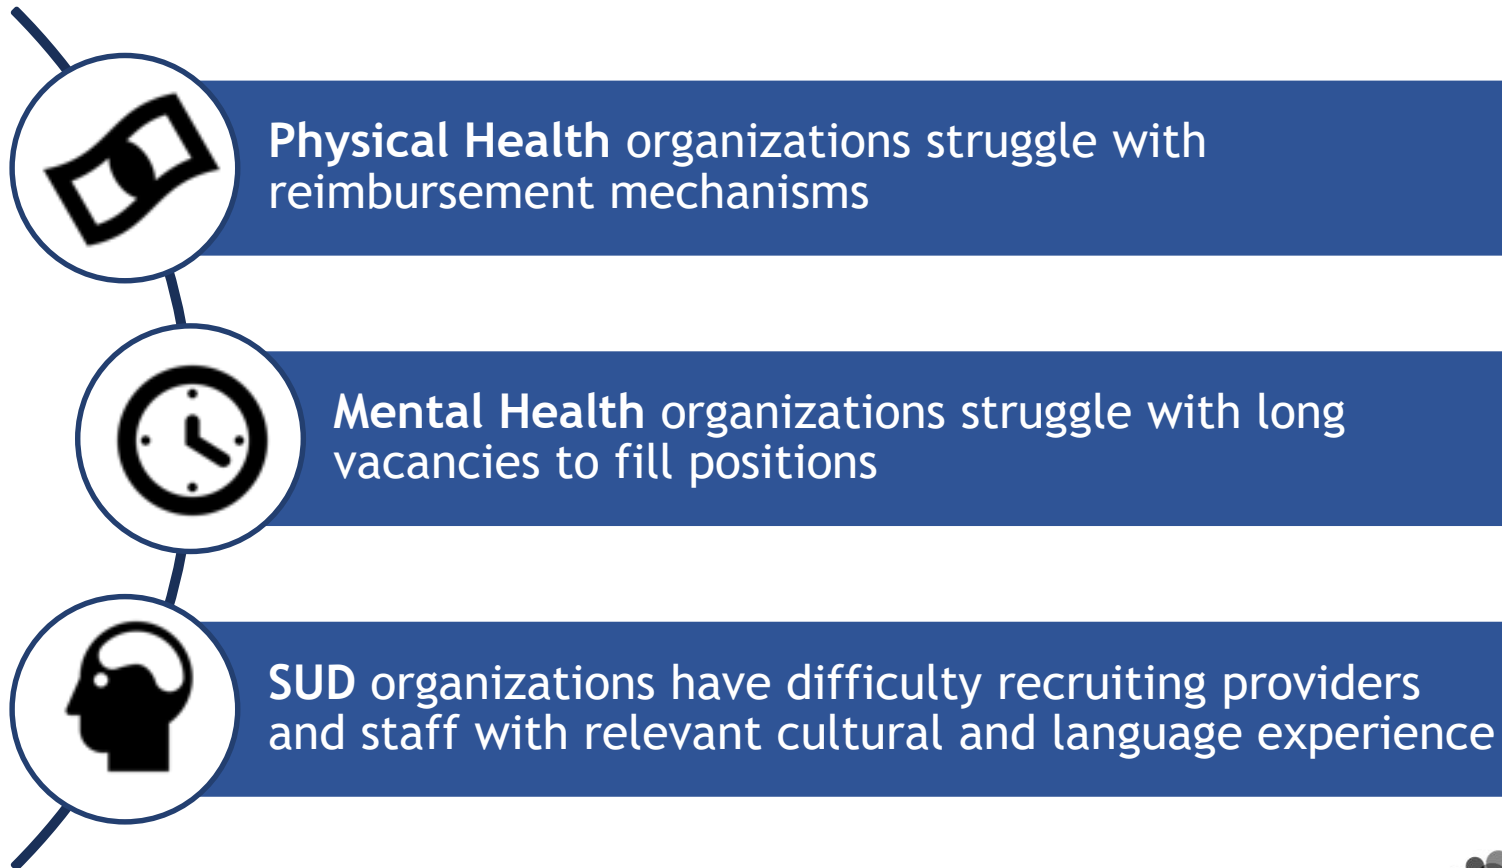 Physical Health organizations struggle with
reimbursement mechanisms
Mental Health organizations struggle with long
vacancies to fill positions
SUD organizations have difficulty recruiting providers
and staff with relevant cultural and language experience